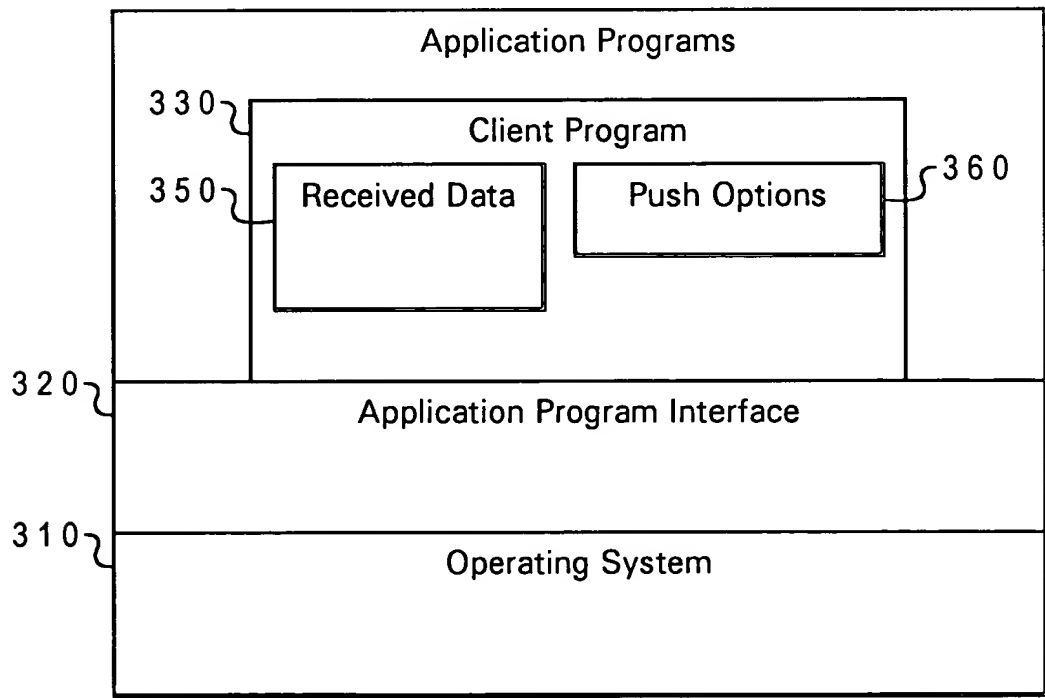 Application Programs
330
Client Program
350
Received Data
Push Options
360
320
Application Program Interface
310
Operating System